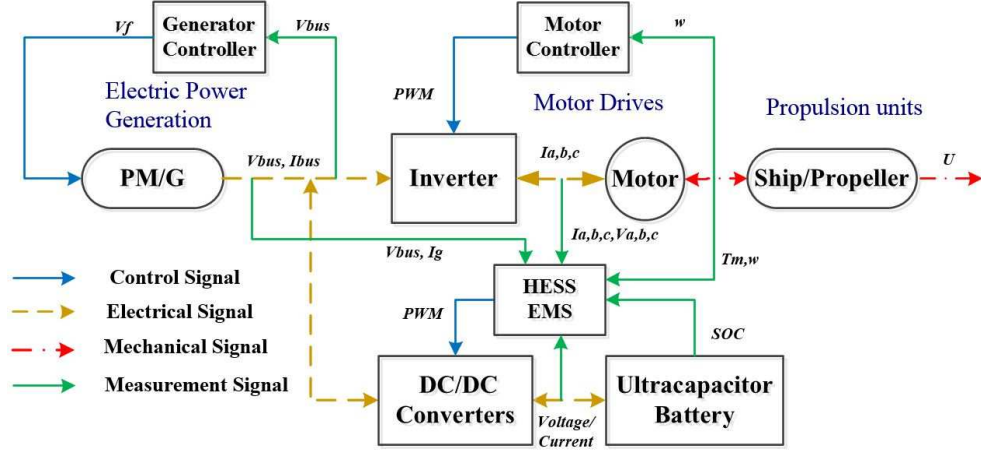 Vf
Generator
Controller
Vbus
Motor
Controller
w
Electric Power
Generation
PWM
Motor Drives
Propulsion units
Vbus, Ibus
Ia,b,c
U
PM/G
Inverter
Motor
Ship/Propeller
Vbus, Ig
Ia,b,c,Va,b,c
Tm,w
Control Signal
HESS
EMS
Electrical Signal
PWM
SOC
Mechanical Signal
Measurement Signal
DC/DC
Converters
Voltage/
Current
Ultracapacitor
Battery